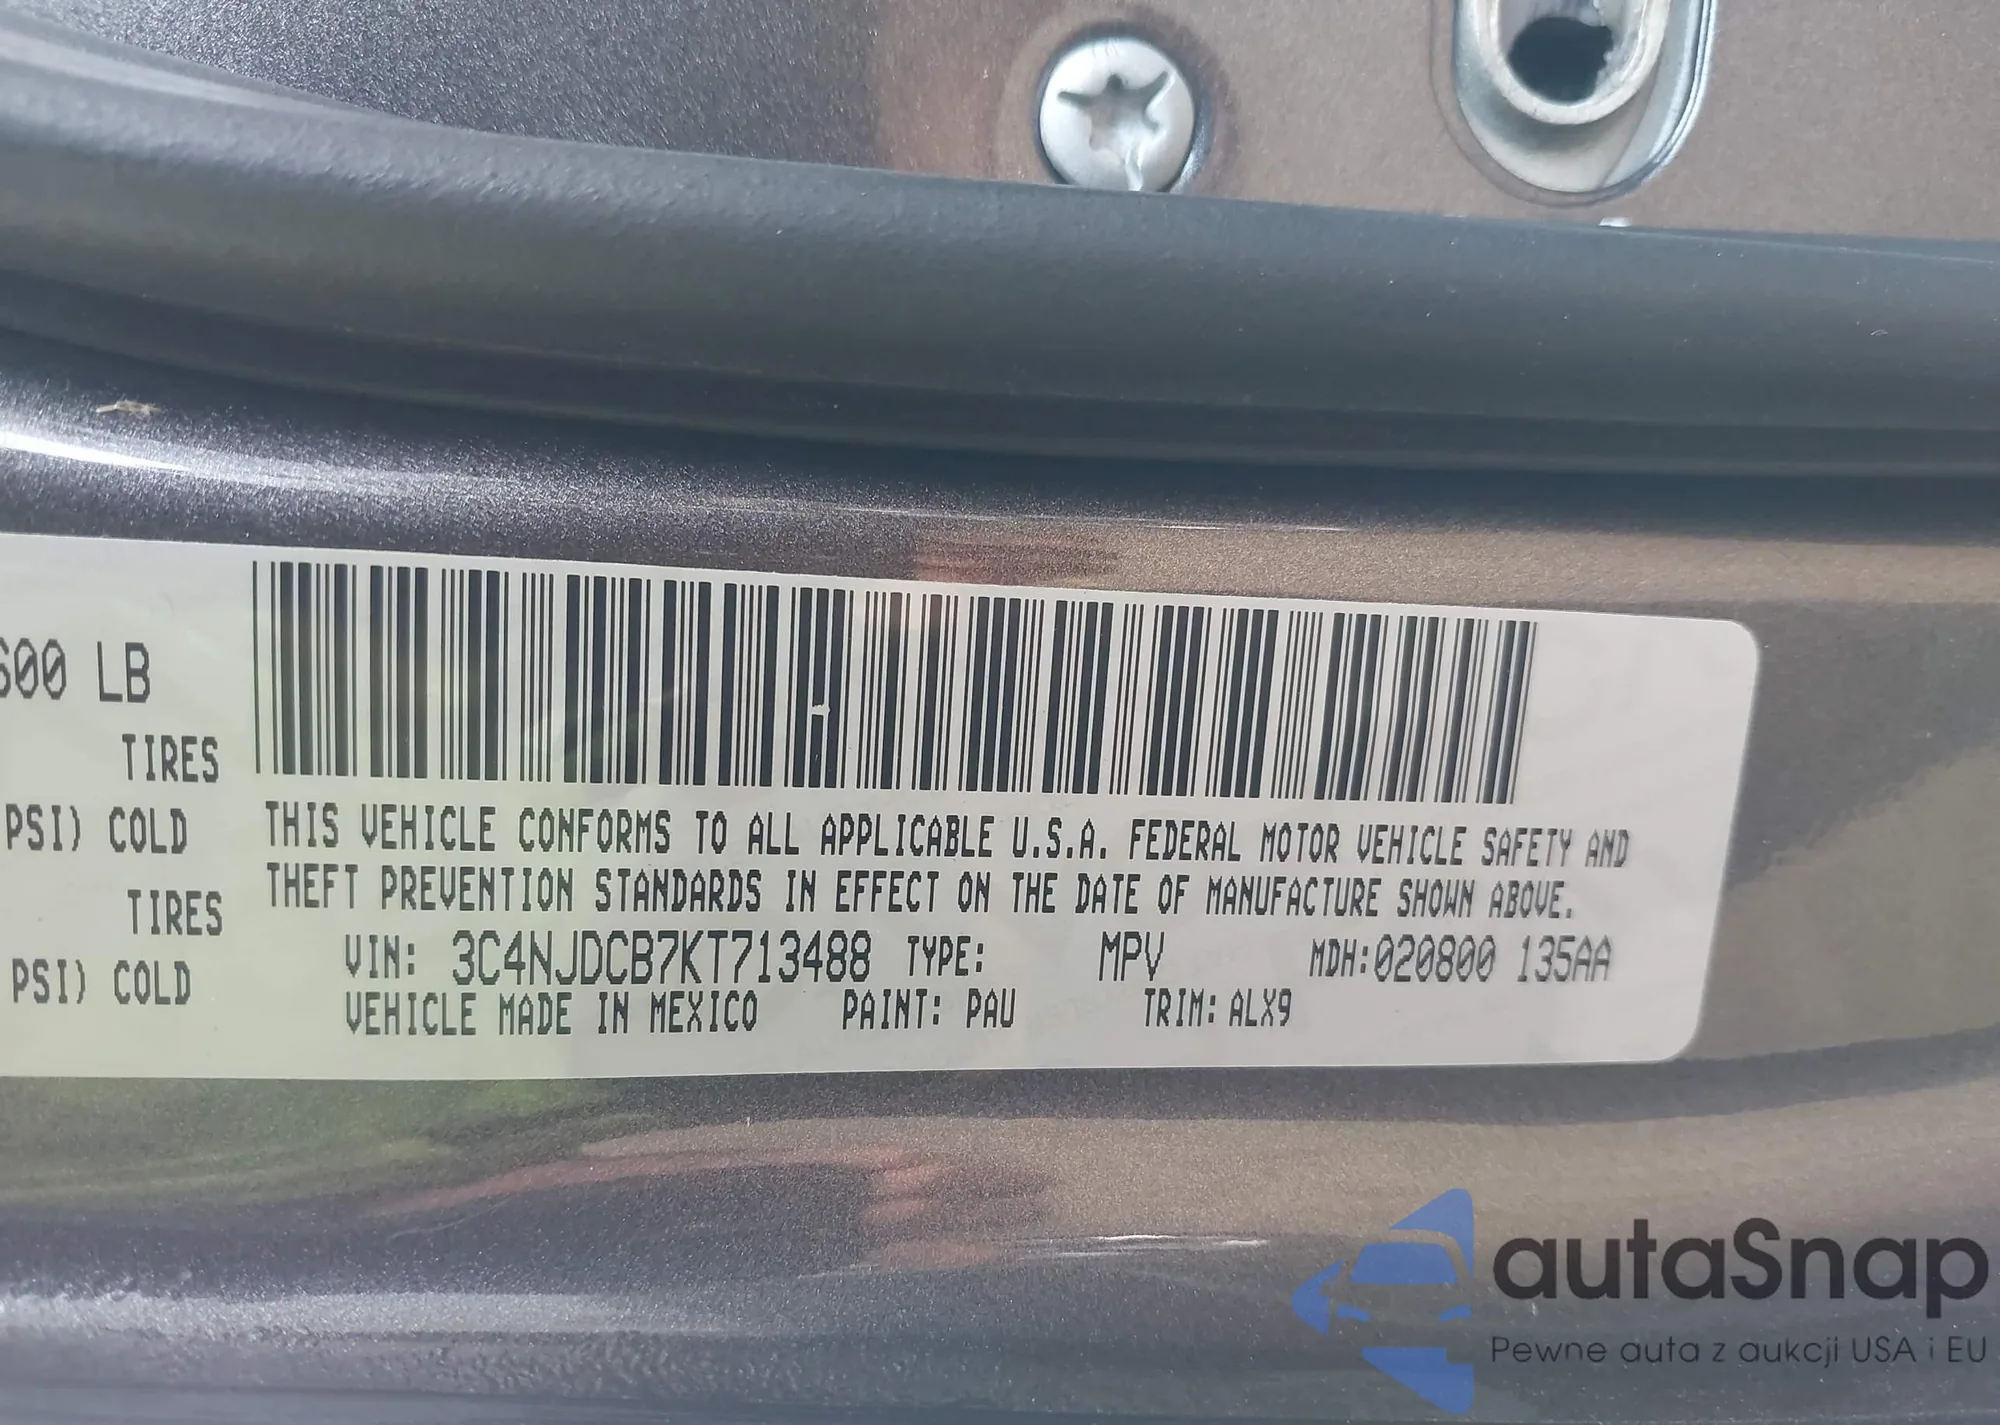 600 LB
TIRES
PSI) COLD
TIRES
PSI) COLD
THIS VEHICLE CONFORMS TO ALL APPLICABLE U.S.A. FEDERAL MOTOR VEHICLE SAFETY AND
THEFT PREVENTION STANDARDS IN EFFECT ON THE DATE OF MANUFACTURE SHOWN ABOVE.
VIN: 3C4NJDCB7KT713488 TYPE: MPV MDH:020800 135AA
VEHICLE MADE IN MEXICO PAINT: PAU TRIM: ALX9
autaSnap
Pewne auta z aukcji USA i EU